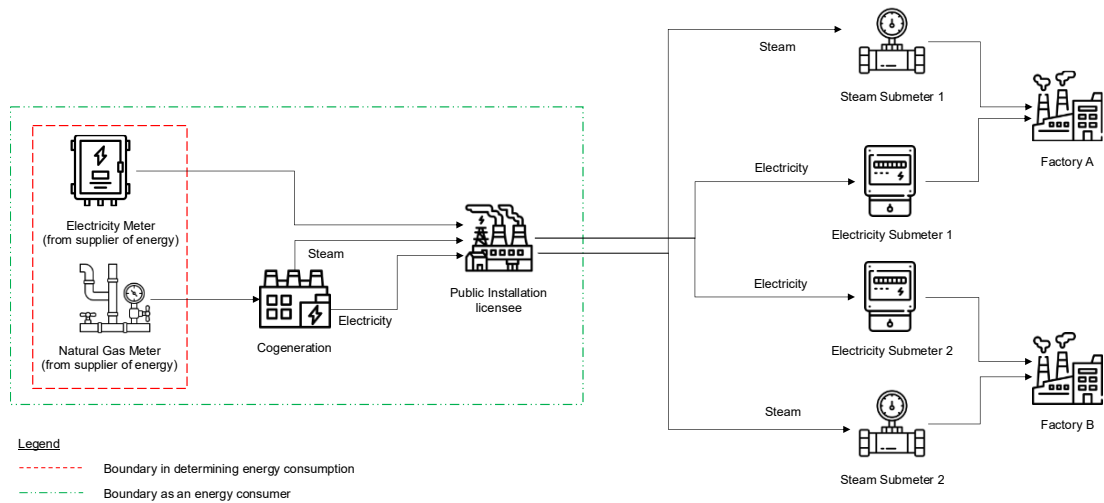 Steam
Steam Submeter 1
Factory A
Electricity
Electricity Submeter 1
Electricity Meter
(from supplier of energy)
Steam
Public Installation
licensee
Electricity
Electricity
Electricity Submeter 2
Natural Gas Meter
(from supplier of energy)
Cogeneration
Steam
Factory B
Steam Submeter 2
Legend
Boundary in determining energy consumption
Boundary as an energy consumer